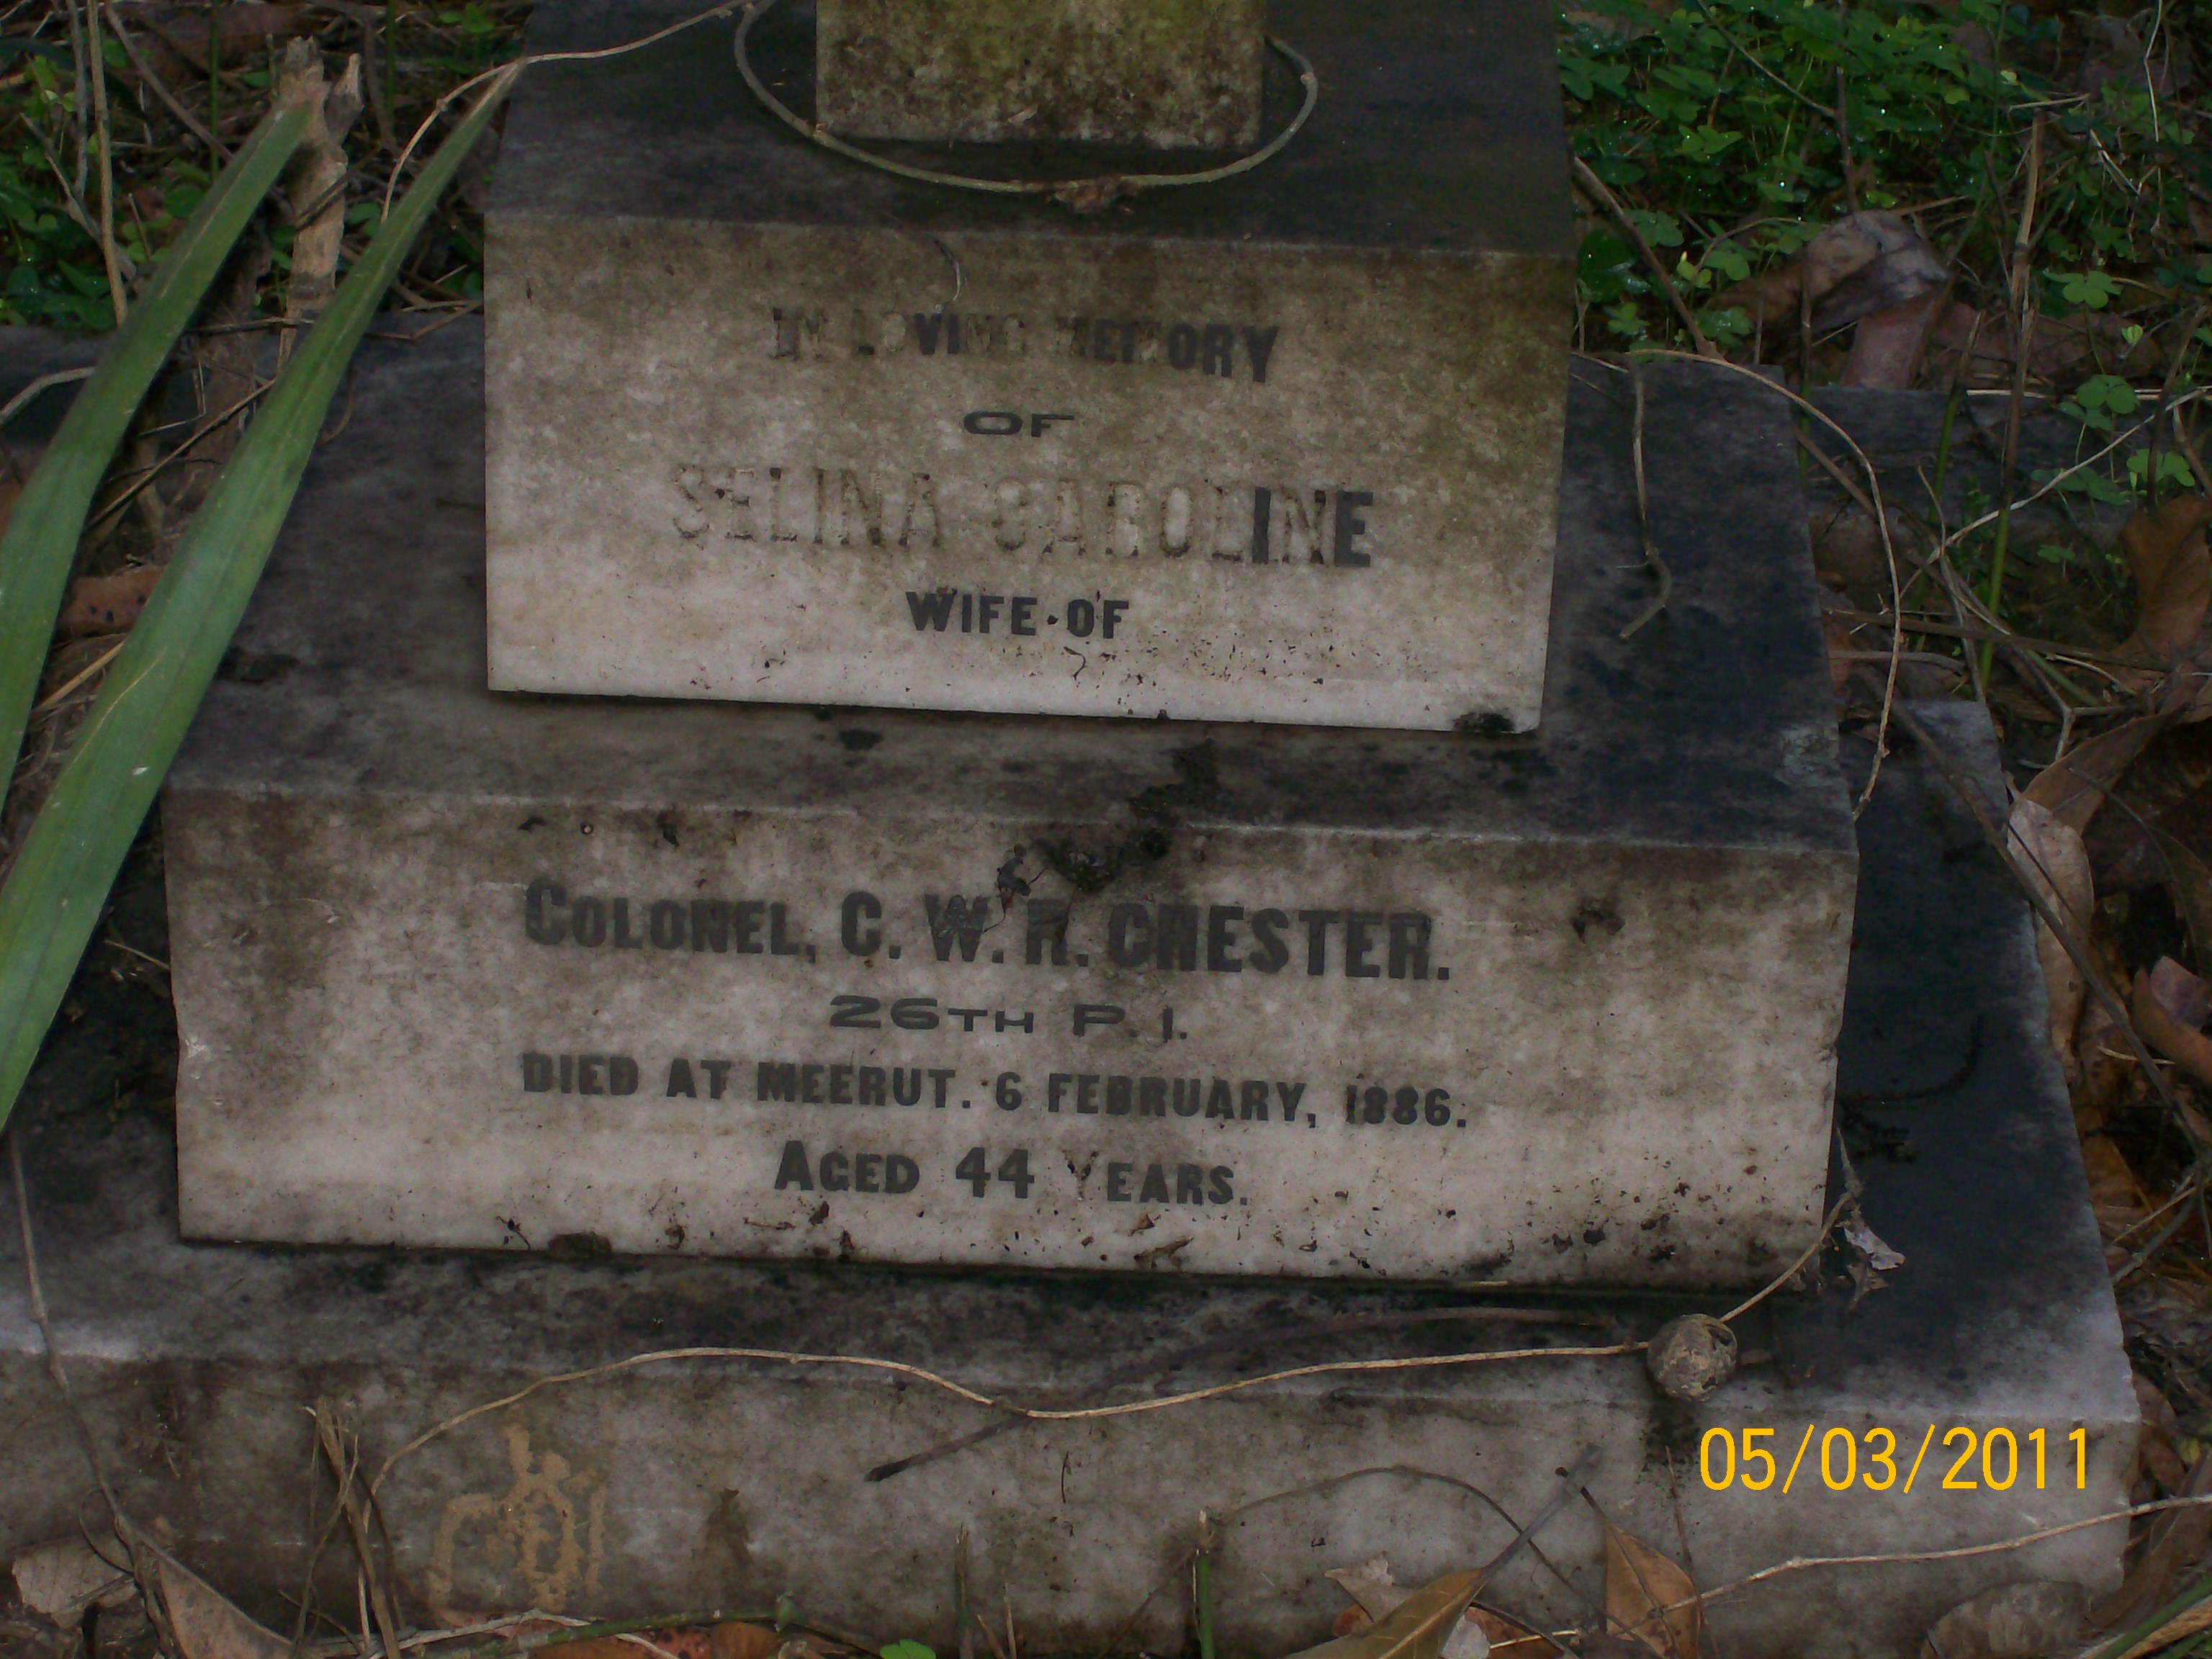 IN LOVING MEMORY
OF
SELINA CAROLINE
WIFE OF
COLONEL, C. W. R. CHESTER.
26TH P. I.
DIED AT MEERUT. 6 FEBRUARY, 1886.
AGED 44 YEARS.
05/03/2011